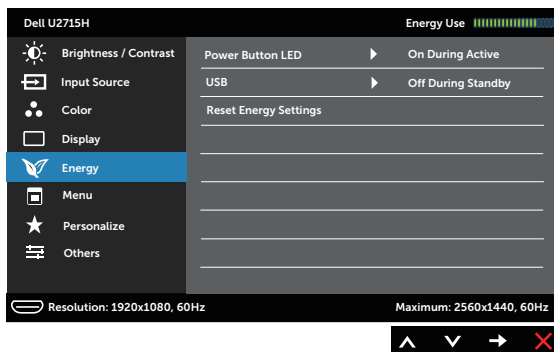 Dell U2715H Energy Use
Brightness / Contrast
Input Source
Color
Display
Energy
Menu
Personalize
Others
Power Button LED On During Active
USB Off During Standby
Reset Energy Settings
Resolution: 1920x1080, 60Hz Maximum: 2560x1440, 60Hz